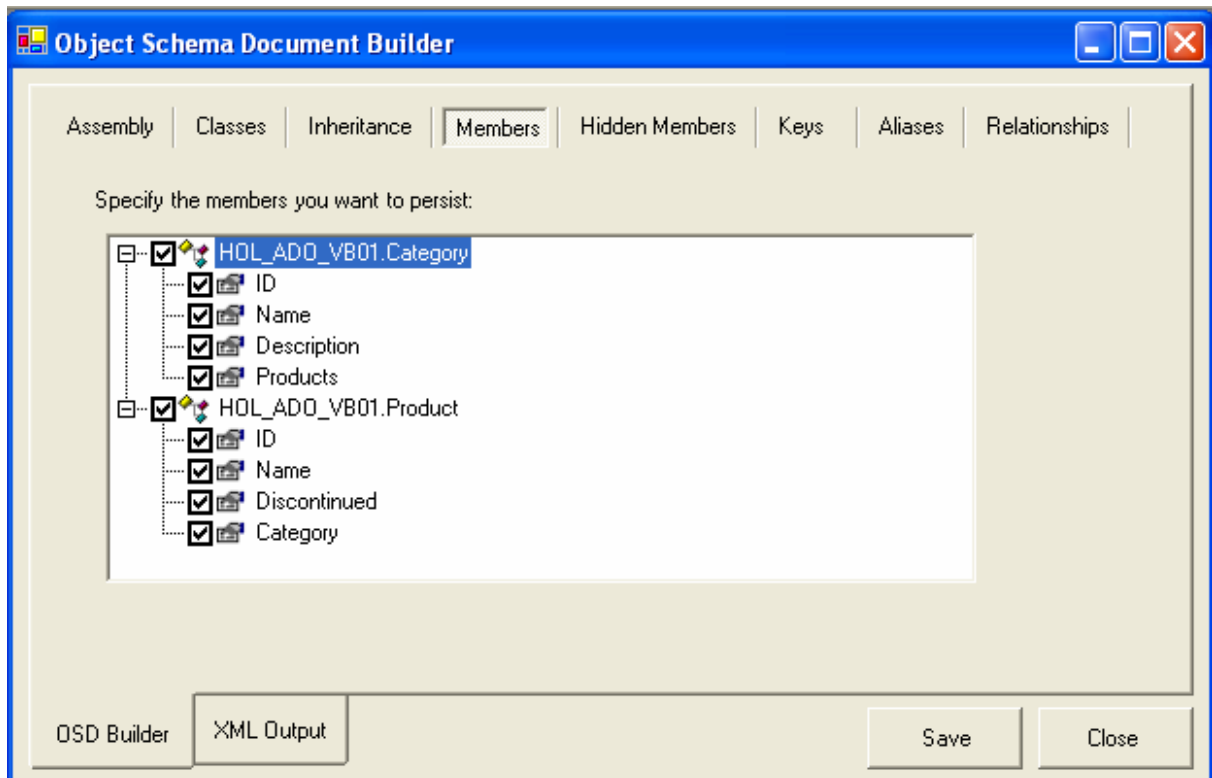 Object Schema Document Builder
Assembly Classes Inheritance Members Hidden Members Keys Aliases Relationships
Specify the members you want to persist:
HOL_ADO_VB01.Category
ID
Name
Description
Products
HOL_ADO_VB01.Product
ID
Name
Discontinued
Category
OSD Builder XML Output Save Close